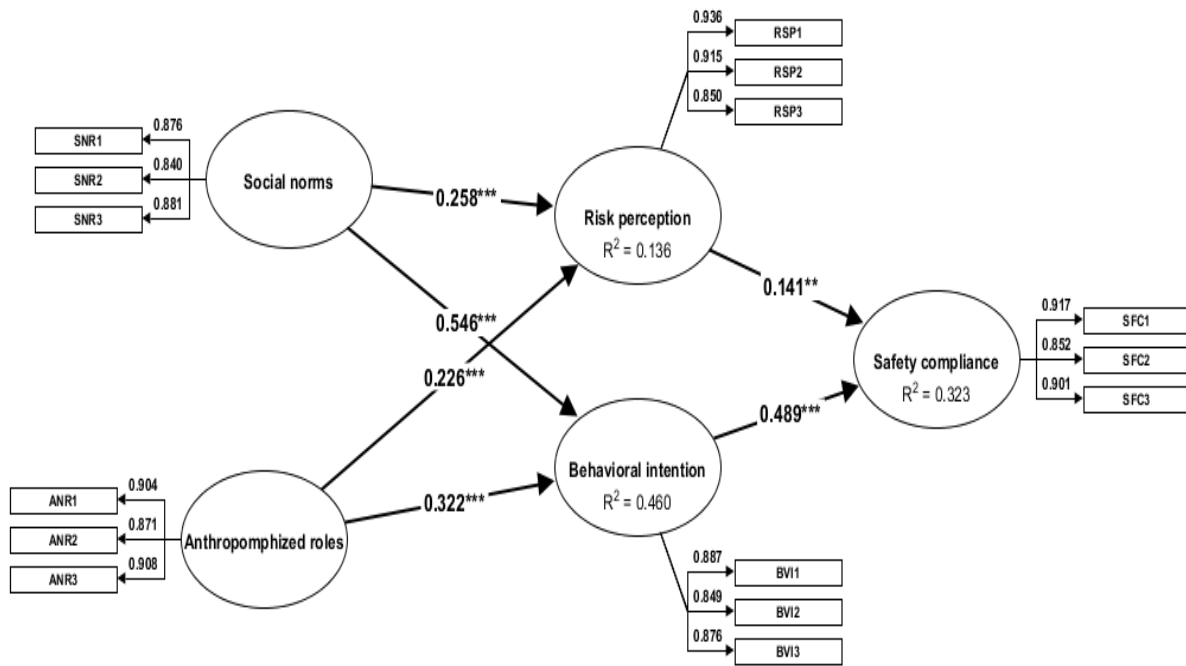 0.936
RSP1
0.915
RSP2
0.850
RSP3
0.876
SNR1
0.840
SNR2
0.881
SNR3
Social norms
0.258***
Risk perception
R² = 0.136
0.141**
0.546***
0.226***
0.917
SFC1
0.852
SFC2
0.901
SFC3
Safety compliance
R² = 0.323
0.489***
Behavioral intention
R² = 0.460
0.322***
0.904
ANR1
0.871
ANR2
0.908
ANR3
Anthropomphized roles
0.887
BVI1
0.849
BVI2
0.876
BVI3